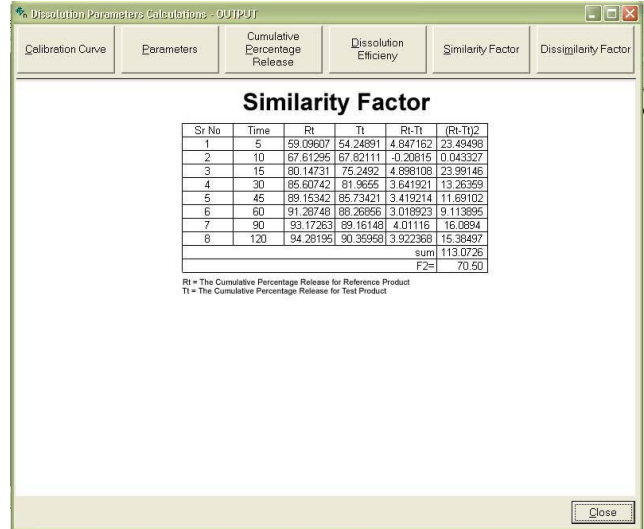 Dissolution Parameters Calculations - OUTPUT
Calibration Curve
Parameters
Cumulative
Percentage
Release
Dissolution
Efficieny
Similarity Factor
Dissimilarity Factor
Similarity Factor
Sr No Time Rt Tt Rt-Tt (Rt-Tt)2
1 5 59.09607 54.24891 4.847162 23.49498
2 10 67.61295 67.82111 -0.20815 0.043327
3 15 80.14731 75.2492 4.898108 23.99146
4 30 85.60742 81.9655 3.641921 13.26359
5 45 89.15342 85.73421 3.419214 11.69102
6 60 91.28748 88.26856 3.018923 9.113895
7 90 93.17263 89.16148 4.01116 16.0894
8 120 94.28195 90.35958 3.922368 15.38497
sum 113.0726
F2= 70.50
Rt = The Cumulative Percentage Release for Reference Product
Tt = The Cumulative Percentage Release for Test Product
Close